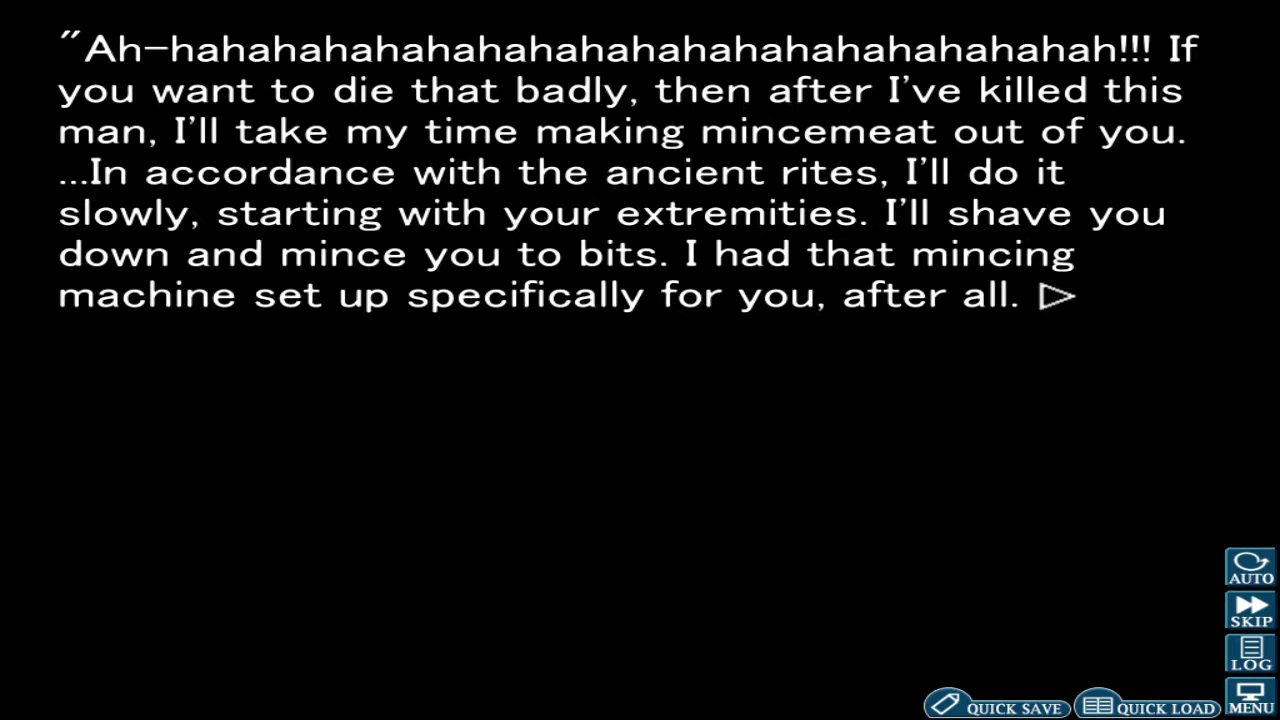 "Ah-hahahahahahahahahahahahahahahahahahah!!! If
you want to die that badly, then after I've killed this
man, I'll take my time making mincemeat out of you.
...In accordance with the ancient rites, I'll do it
slowly, starting with your extremities. I'll shave you
down and mince you to bits. I had that mincing
machine set up specifically for you, after all.
AUTO
SKIP
LOG
QUICK SAVE QUICK LOAD MENU